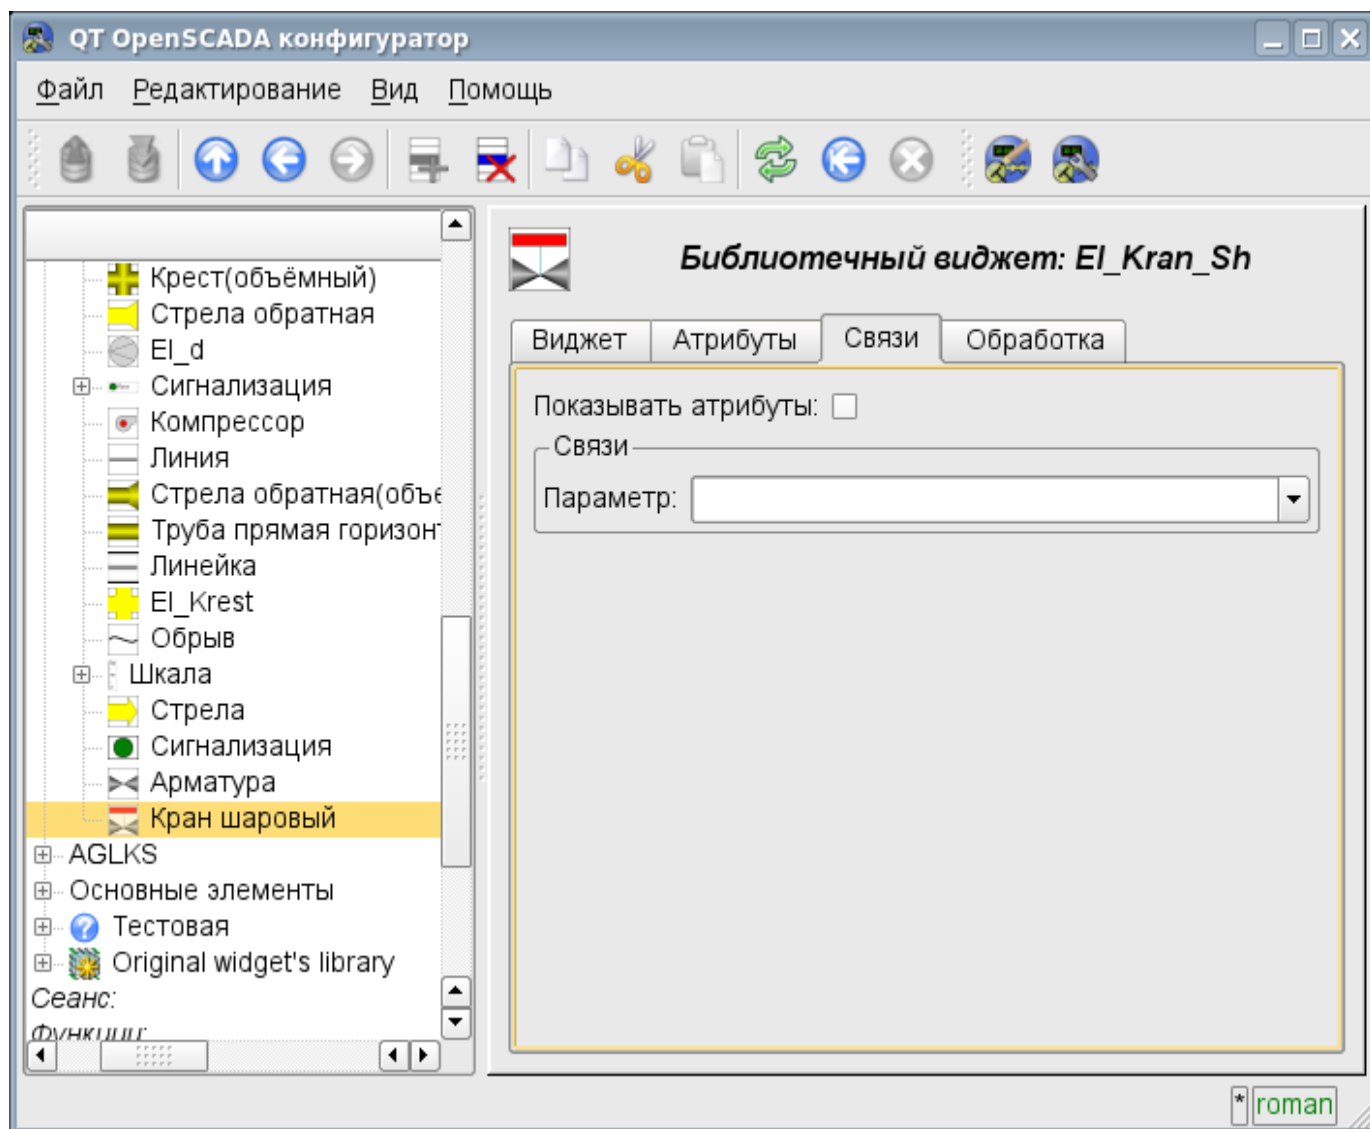 QT OpenSCADA конфигуратор
Файл Редактирование Вид Помощь
Крест(объёмный)
Стрела обратная
El_d
Сигнализация
Компрессор
Линия
Стрела обратная(объе
Труба прямая горизон
Линейка
El_Krest
Обрыв
Шкала
Стрела
Сигнализация
Арматура
Кран шаровый
AGLKS
Основные элементы
Тестовая
Original widget's library
Сеанс:
Функции:
Библиотечный виджет: El_Kran_Sh
Виджет Атрибуты Связи Обработка
Показывать атрибуты:
Связи
Параметр:
* roman